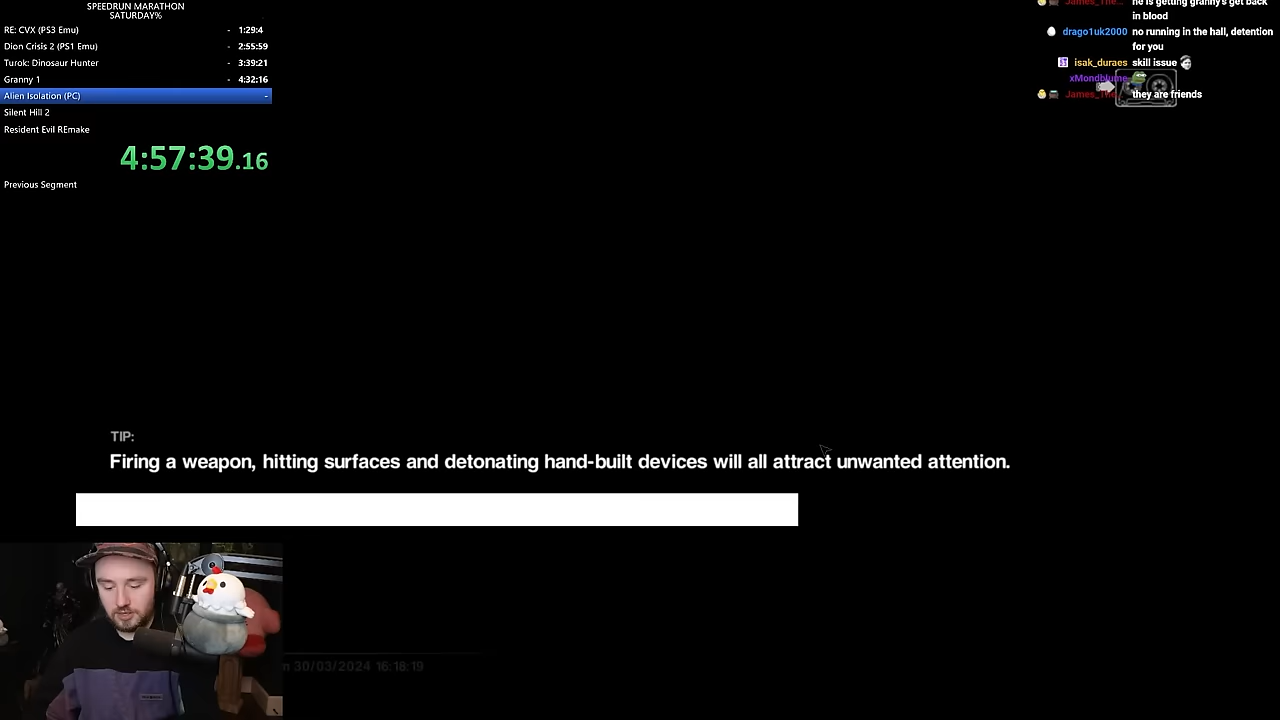 SPEEDRUN MARATHON
SATURDAY%
RE: CVX (PS3 Emu) - 1:29:4
Dion Crisis 2 (PS1 Emu) - 2:55:59
Turok: Dinosaur Hunter - 3:39:21
Granny 1 - 4:32:16
Alien Isolation (PC) -
Silent Hill 2
Resident Evil REmake
4:57:39.16
Previous Segment
James_The... he is getting granny's get back
in blood
drago1uk2000 no running in the hall, detention
for you
isak_duraes skill issue
xMondblume
James_The... they are friends
TIP:
Firing a weapon, hitting surfaces and detonating hand-built devices will all attract unwanted attention.
30/03/2024 16:18:19